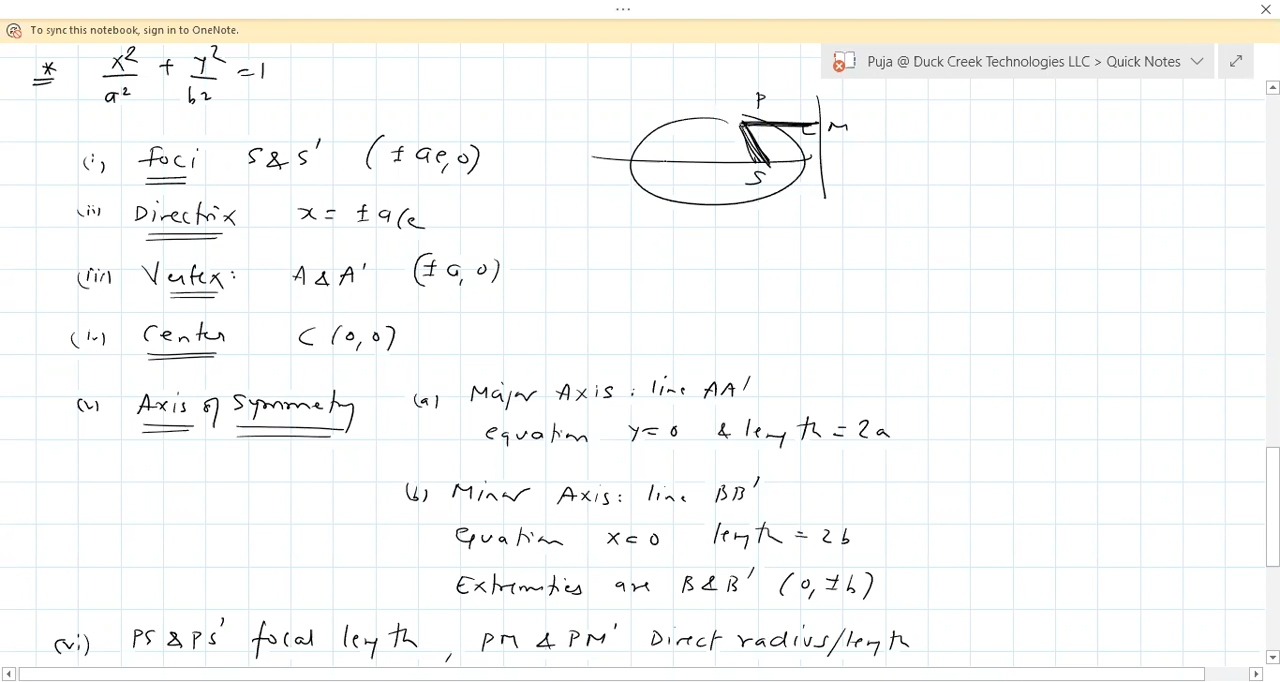 To sync this notebook, sign in to OneNote.
Puja @ Duck Creek Technologies LLC > Quick Notes
* x²/a² + y²/b² = 1
P
M
S
(i) foci S & S' (± ae, 0)
(ii) Directrix x = ± a/e
(iii) Vertex: A & A' (± a, 0)
(iv) Center C (0, 0)
(v) Axis of Symmetry (a) Major Axis: line AA'
equation y = 0 & length = 2a
(b) Minor Axis: line BB'
Equation x = 0 length = 2b
Extremities are B & B' (0, ± b)
(vi) PS & PS' focal length, PM & PM' Direct radius/length